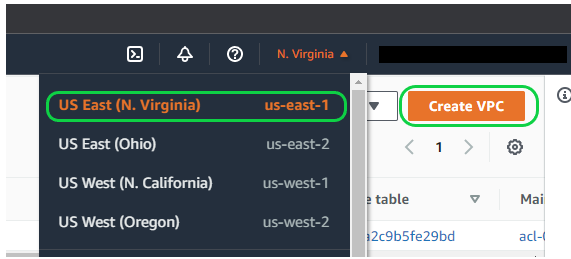 N. Virginia ▲
US East (N. Virginia) us-east-1
Create VPC
US East (Ohio) us-east-2
< 1 >
US West (N. California) us-west-1
e table Mai
US West (Oregon) us-west-2
a2c9b5fe29bd acl-